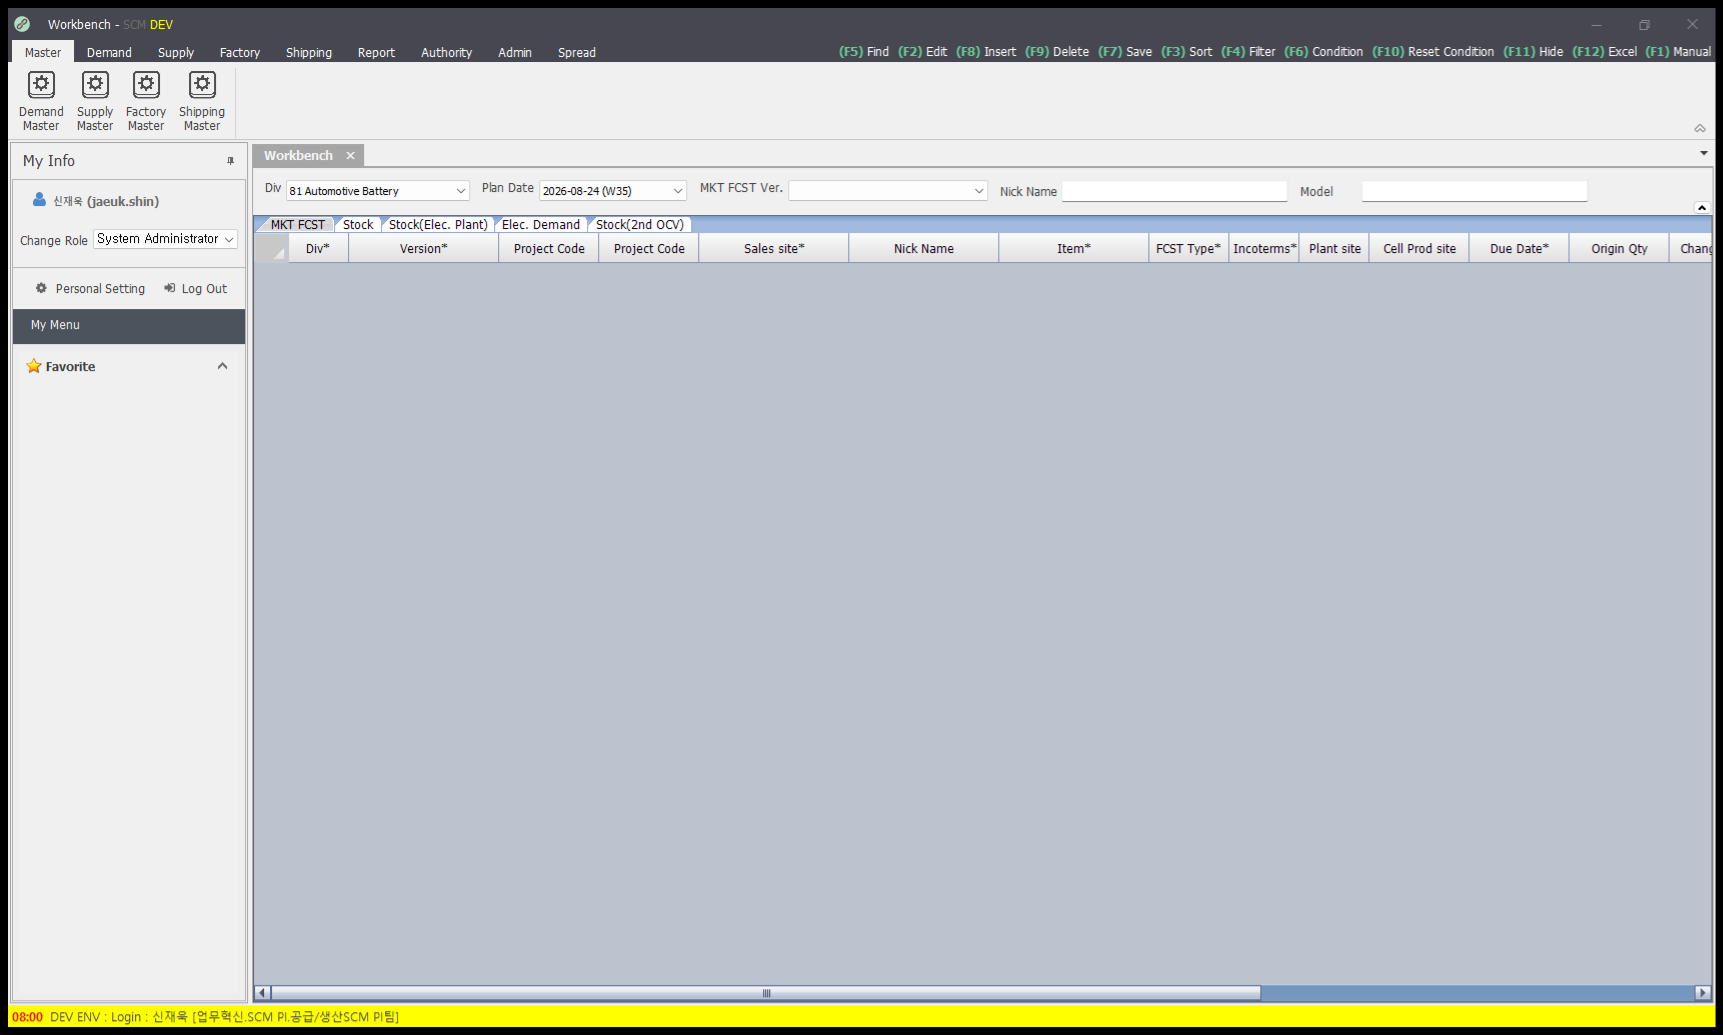 Workbench - SCM DEV
Master Demand Supply Factory Shipping Report Authority Admin Spread (F5) Find (F2) Edit (F8) Insert (F9) Delete (F7) Save (F3) Sort (F4) Filter (F6) Condition (F10) Reset Condition (F11) Hide (F12) Excel (F1) Manual
Demand Master
Supply Master
Factory Master
Shipping Master
My Info
신재욱 (jaeuk.shin)
Change Role System Administrator
Personal Setting Log Out
My Menu
Favorite
Workbench
Div 81 Automotive Battery Plan Date 2026-08-24 (W35) MKT FCST Ver. Nick Name Model
MKT FCST Stock Stock(Elec. Plant) Elec. Demand Stock(2nd OCV)
Div* Version* Project Code Project Code Sales site* Nick Name Item* FCST Type* Incoterms* Plant site Cell Prod site Due Date* Origin Qty
08:00 DEV ENV : Login : 신재욱 [업무혁신.SCM PI.공급/생산SCM PI팀]